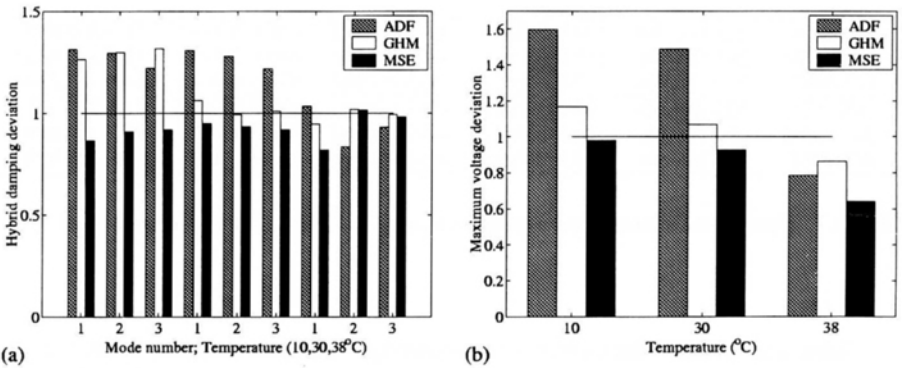 1.5
1
0.5
0
Hybrid damping deviation
ADF
GHM
MSE
1 2 3 1 2 3 1 2 3
Mode number; Temperature (10,30,38°C)
(a)
1.6
1.4
1.2
1
0.8
0.6
0.4
0.2
0
Maximum voltage deviation
ADF
GHM
MSE
10 30 38
Temperature (°C)
(b)